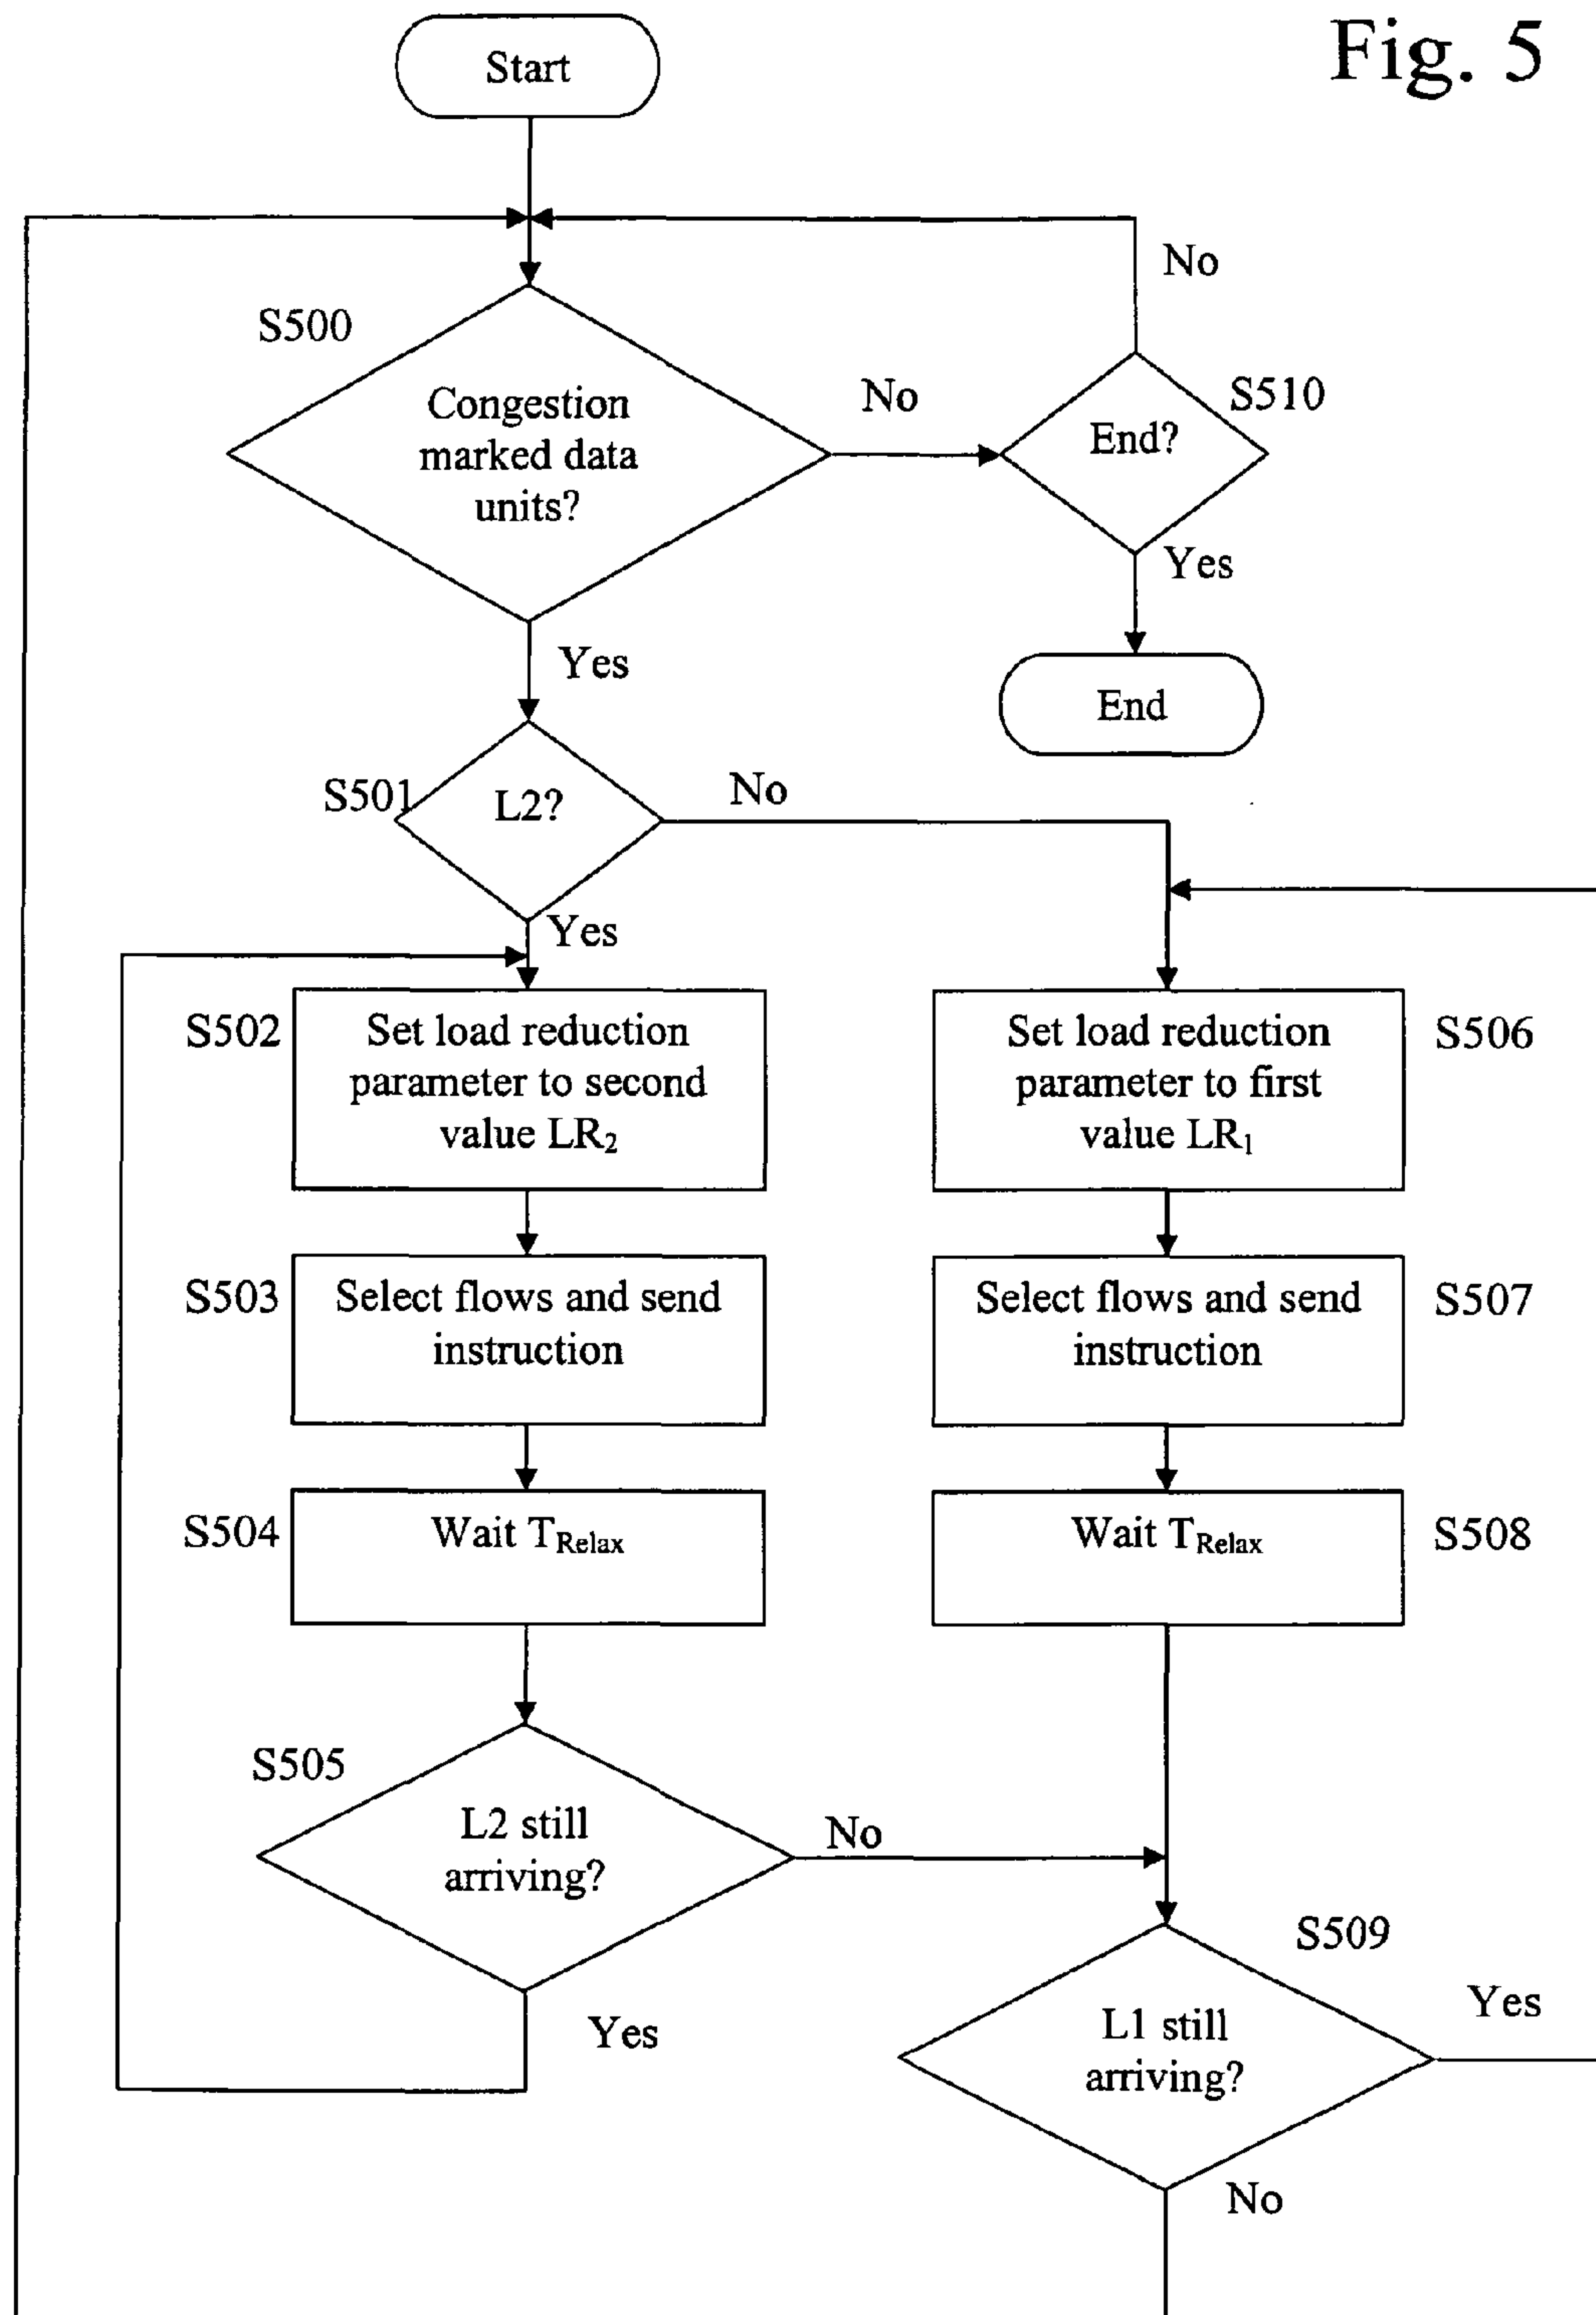 Fig. 5
Start
No
S500
Congestion
marked data
units?
No
S510
End?
Yes
Yes
End
S501
L2?
No
Yes
S502
Set load reduction
parameter to second
value LR₂
Set load reduction
parameter to first
value LR₁
S506
S503
Select flows and send
instruction
Select flows and send
instruction
S507
S504
Wait T_Relax
Wait T_Relax
S508
S505
L2 still
arriving?
No
S509
Yes
L1 still
arriving?
Yes
No